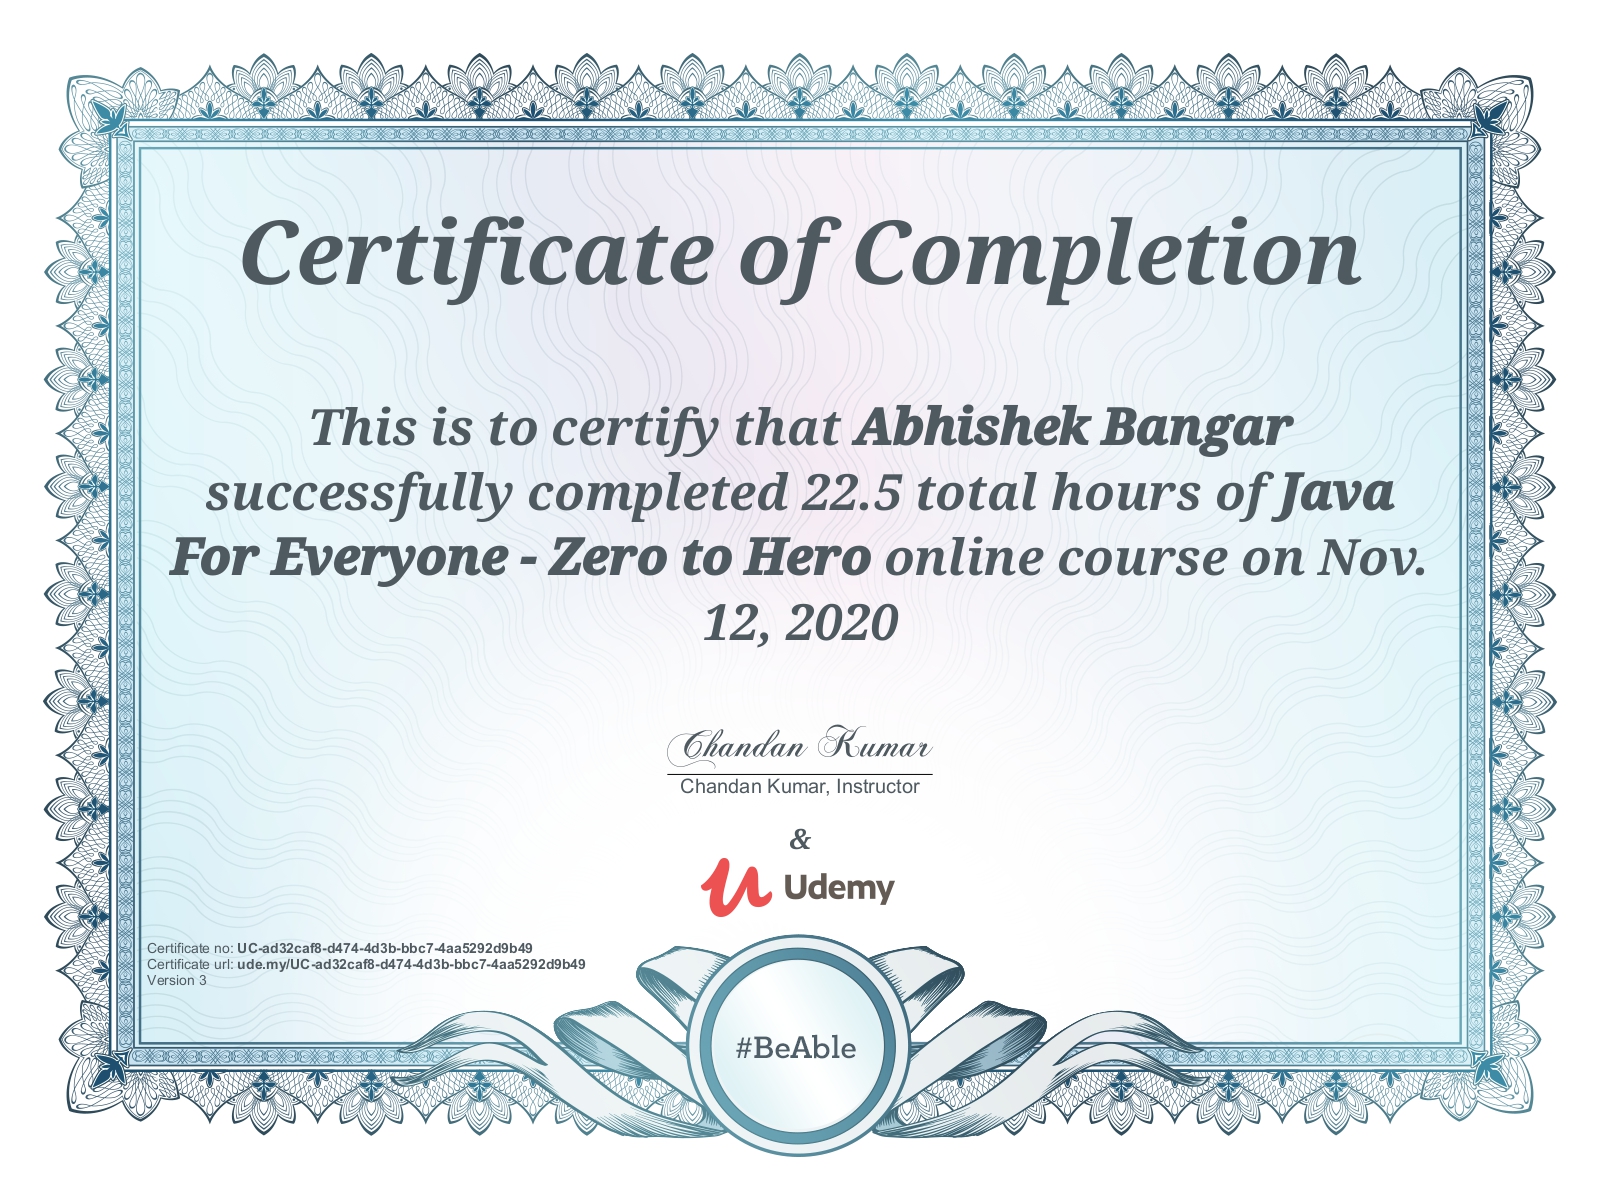 Certificate of Completion
This is to certify that Abhishek Bangar
successfully completed 22.5 total hours of Java
For Everyone - Zero to Hero online course on Nov.
12, 2020
Chandan Kumar
Chandan Kumar, Instructor
&
Udemy
Certificate no: UC-ad32caf8-d474-4d3b-bbc7-4aa5292d9b49
Certificate url: ude.my/UC-ad32caf8-d474-4d3b-bbc7-4aa5292d9b49
Version 3
#BeAble